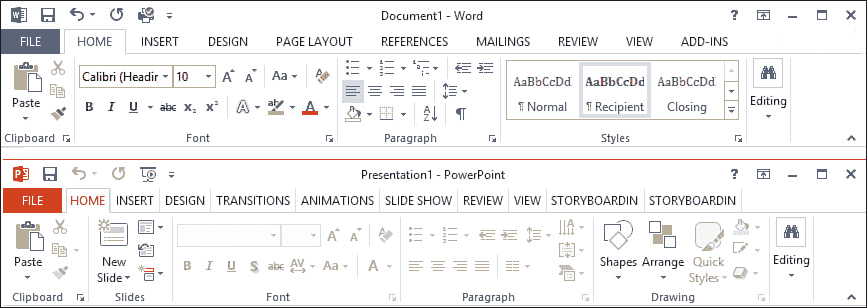 Document1 - Word
FILE HOME INSERT DESIGN PAGE LAYOUT REFERENCES MAILINGS REVIEW VIEW ADD-INS
Calibri (Headir 10 Aa
AaBbCcDd AaBbCcDd AaBbCcDd
Paste B I U abc x₂ x² A A ¶ Normal ¶ Recipient Closing Editing
Clipboard Font Paragraph Styles
Presentation1 - PowerPoint
FILE HOME INSERT DESIGN TRANSITIONS ANIMATIONS SLIDE SHOW REVIEW VIEW STORYBOARDIN STORYBOARDIN
Paste New Slide B I U S abc AV Aa A Shapes Arrange Quick Styles Editing
Clipboard Slides Font Paragraph Drawing